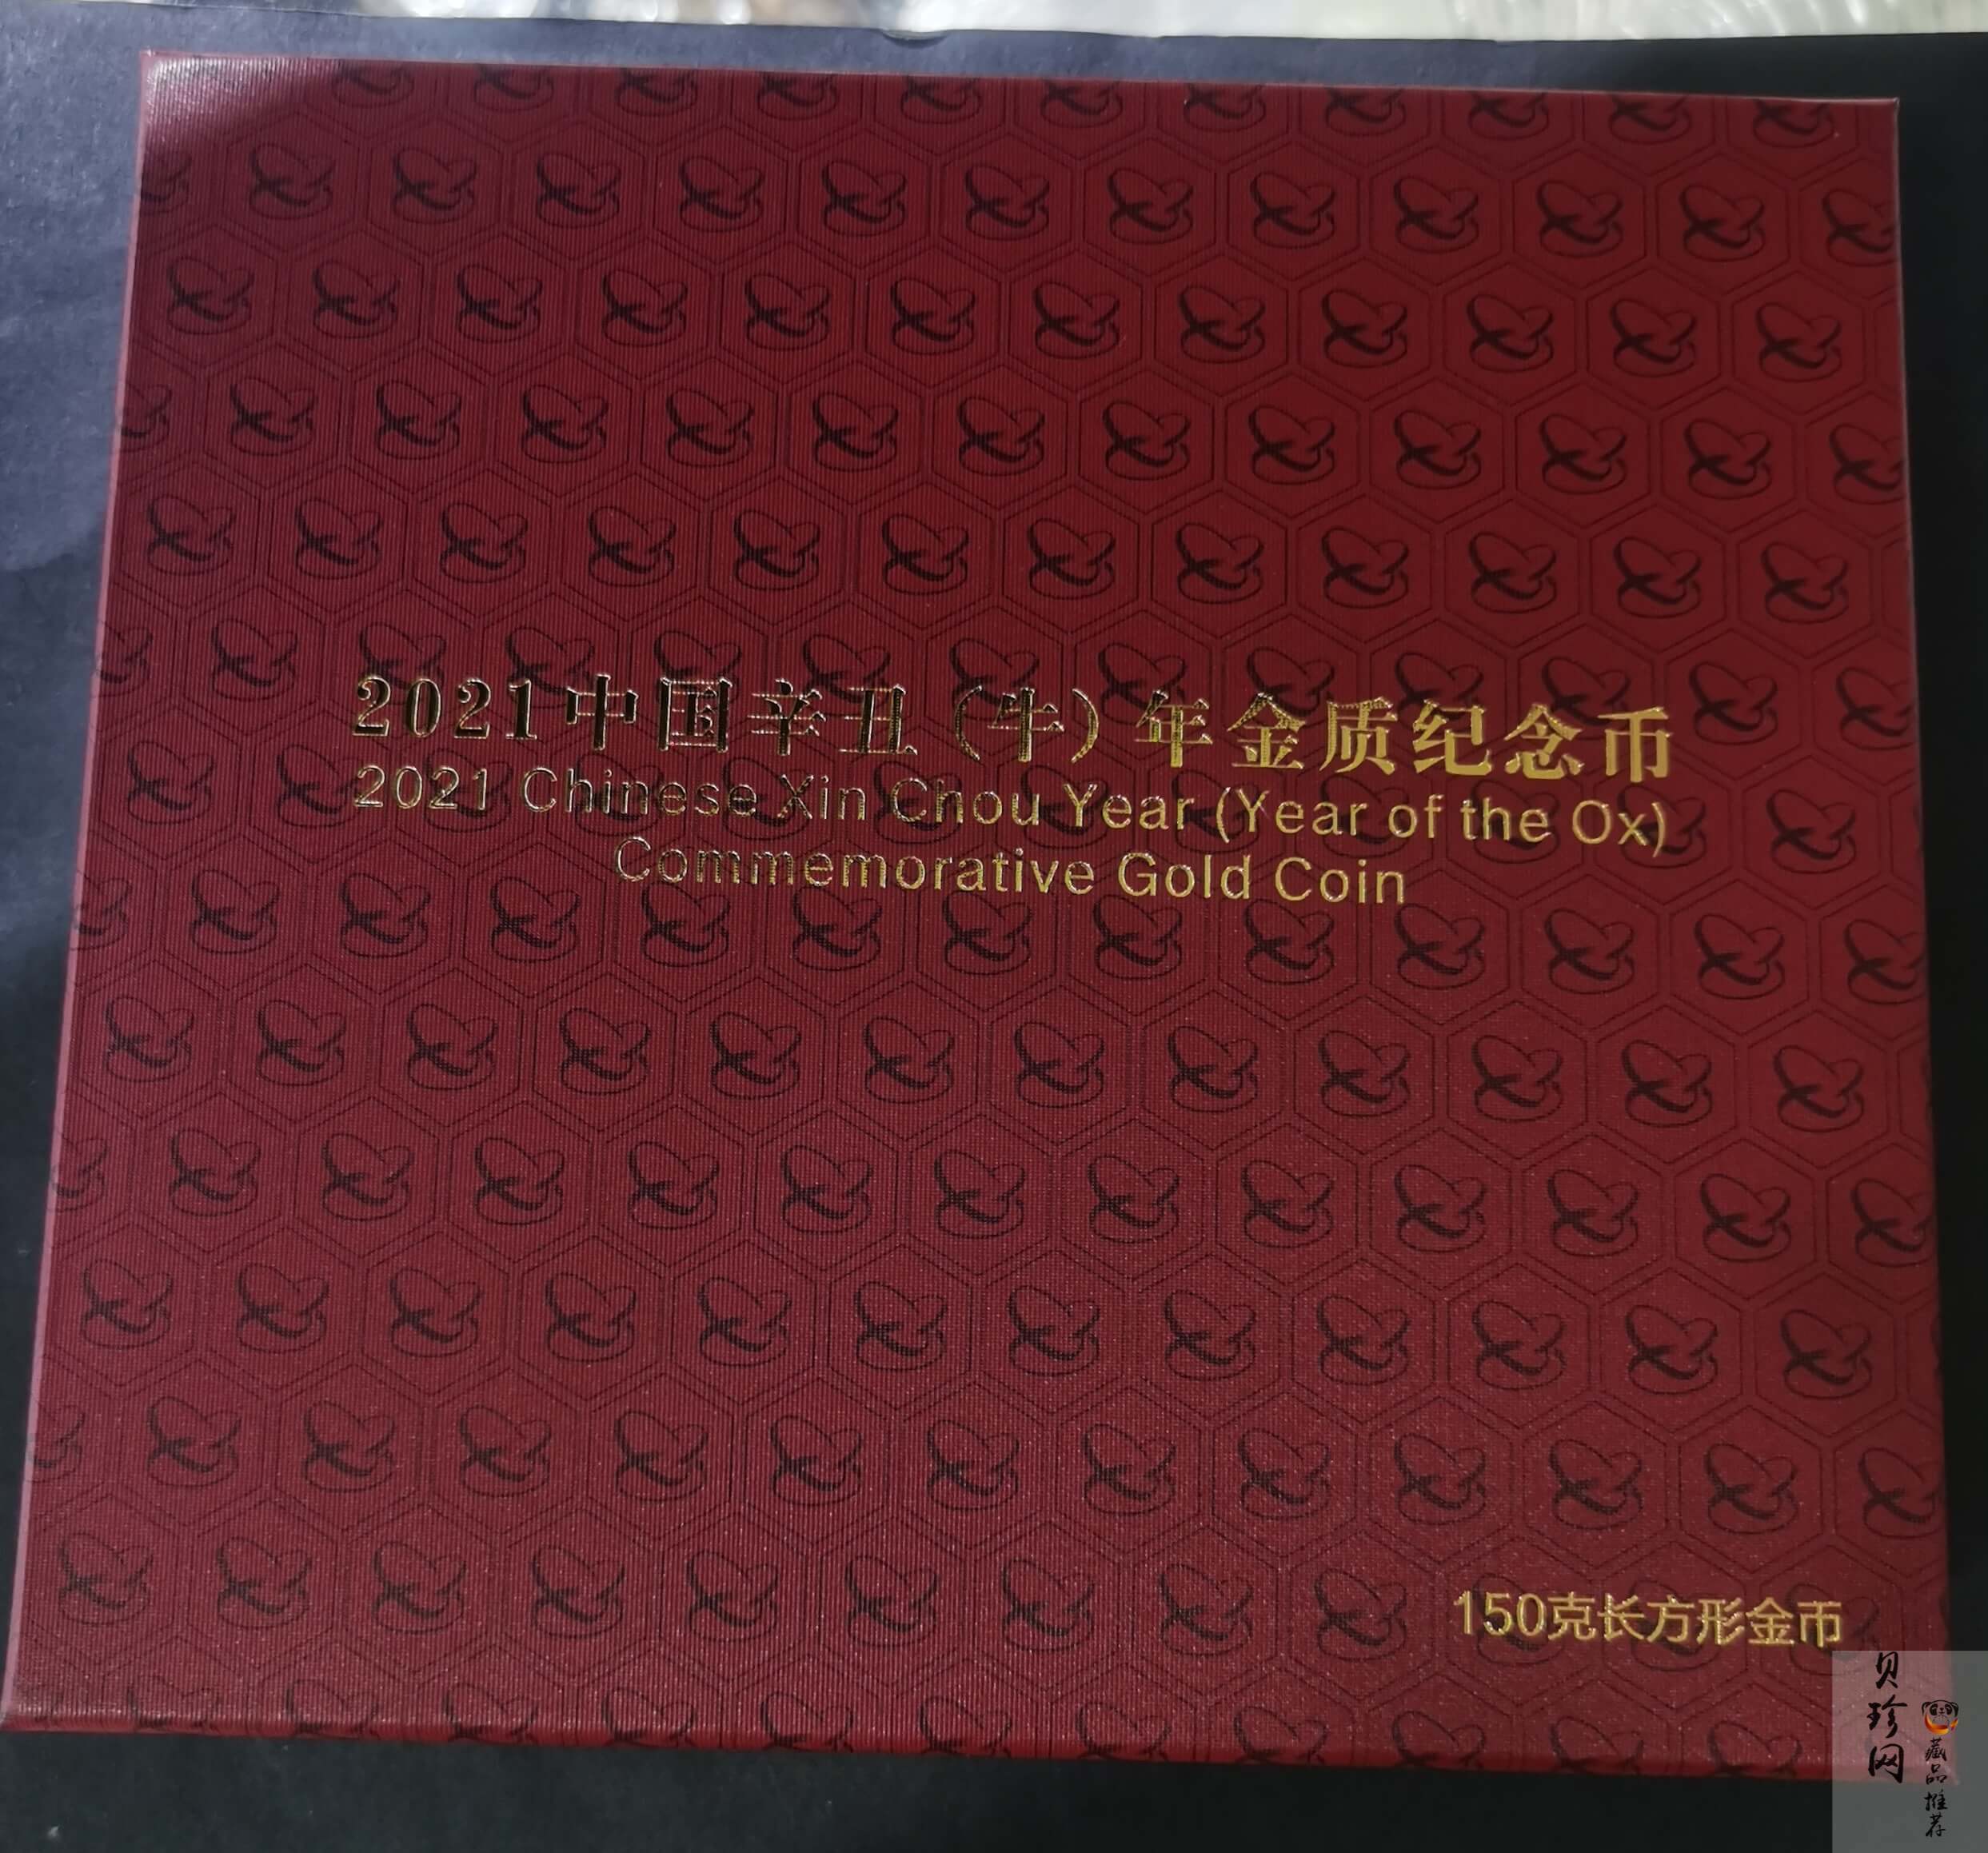 2021中国辛丑（牛）年金质纪念币
2021 Chinese Xin Chou Year (Year of the Ox)
Commemorative Gold Coin
150克长方形金币
贝珍网
藏品推荐